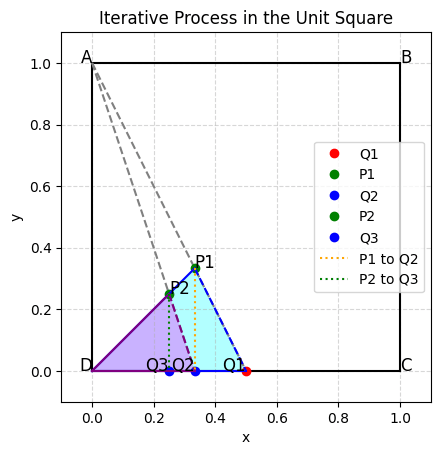 Iterative Process in the Unit Square
A
B
P1
P2
D
Q3
Q2
Q1
C
Q1
P1
Q2
P2
Q3
P1 to Q2
P2 to Q3
1.0
0.8
0.6
0.4
0.2
0.0
y
0.0
0.2
0.4
0.6
0.8
1.0
x